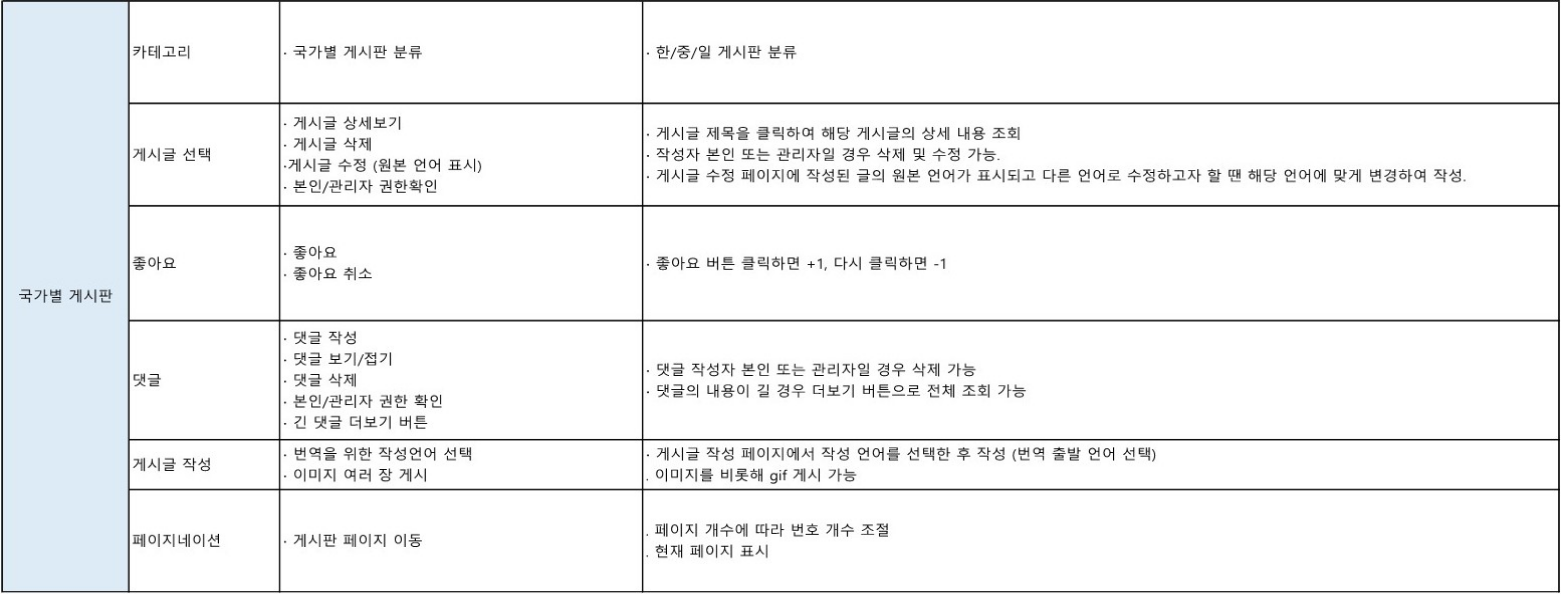 국가별 게시판
카테고리
· 국가별 게시판 분류
· 한/중/일 게시판 분류
게시글 선택
· 게시글 상세보기
· 게시글 삭제
·게시글 수정 (원본 언어 표시)
· 본인/관리자 권한확인
· 게시글 제목을 클릭하여 해당 게시글의 상세 내용 조회
· 작성자 본인 또는 관리자일 경우 삭제 및 수정 가능.
· 게시글 수정 페이지에 작성된 글의 원본 언어가 표시되고 다른 언어로 수정하고자 할 땐 해당 언어에 맞게 변경하여 작성.
좋아요
· 좋아요
· 좋아요 취소
· 좋아요 버튼 클릭하면 +1, 다시 클릭하면 -1
댓글
· 댓글 작성
· 댓글 보기/접기
· 댓글 삭제
· 본인/관리자 권한 확인
· 긴 댓글 더보기 버튼
· 댓글 작성자 본인 또는 관리자일 경우 삭제 가능
· 댓글의 내용이 길 경우 더보기 버튼으로 전체 조회 가능
게시글 작성
· 번역을 위한 작성언어 선택
· 이미지 여러 장 게시
· 게시글 작성 페이지에서 작성 언어를 선택한 후 작성 (번역 출발 언어 선택)
. 이미지를 비롯해 gif 게시 가능
페이지네이션
· 게시판 페이지 이동
. 페이지 개수에 따라 번호 개수 조절
. 현재 페이지 표시